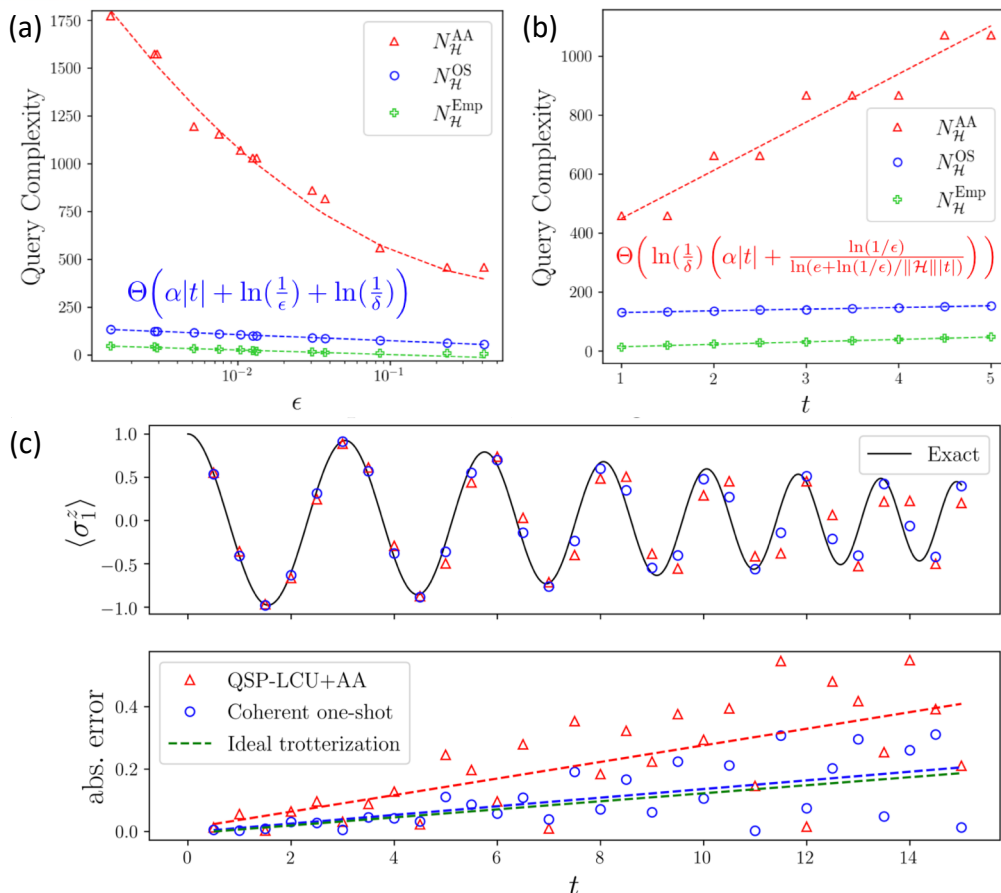 (a)
1750
1500
1250
1000
750
500
250
0
Query Complexity
N_H^AA
N_H^OS
N_H^Emp
Θ(α|t| + ln(1/ϵ) + ln(1/δ))
10^-2
10^-1
ϵ
(b)
1000
800
600
400
200
0
Query Complexity
N_H^AA
N_H^OS
N_H^Emp
Θ(ln(1/δ)(α|t| + ln(1/ϵ)/ln(e+ln(1/ϵ)/‖H‖|t|)))
1 2 3 4 5
t
(c)
1.0
0.5
0.0
−0.5
−1.0
⟨σ_1^z⟩
Exact
0.4
0.2
0.0
abs. error
QSP-LCU+AA
Coherent one-shot
Ideal trotterization
0 2 4 6 8 10 12 14
t